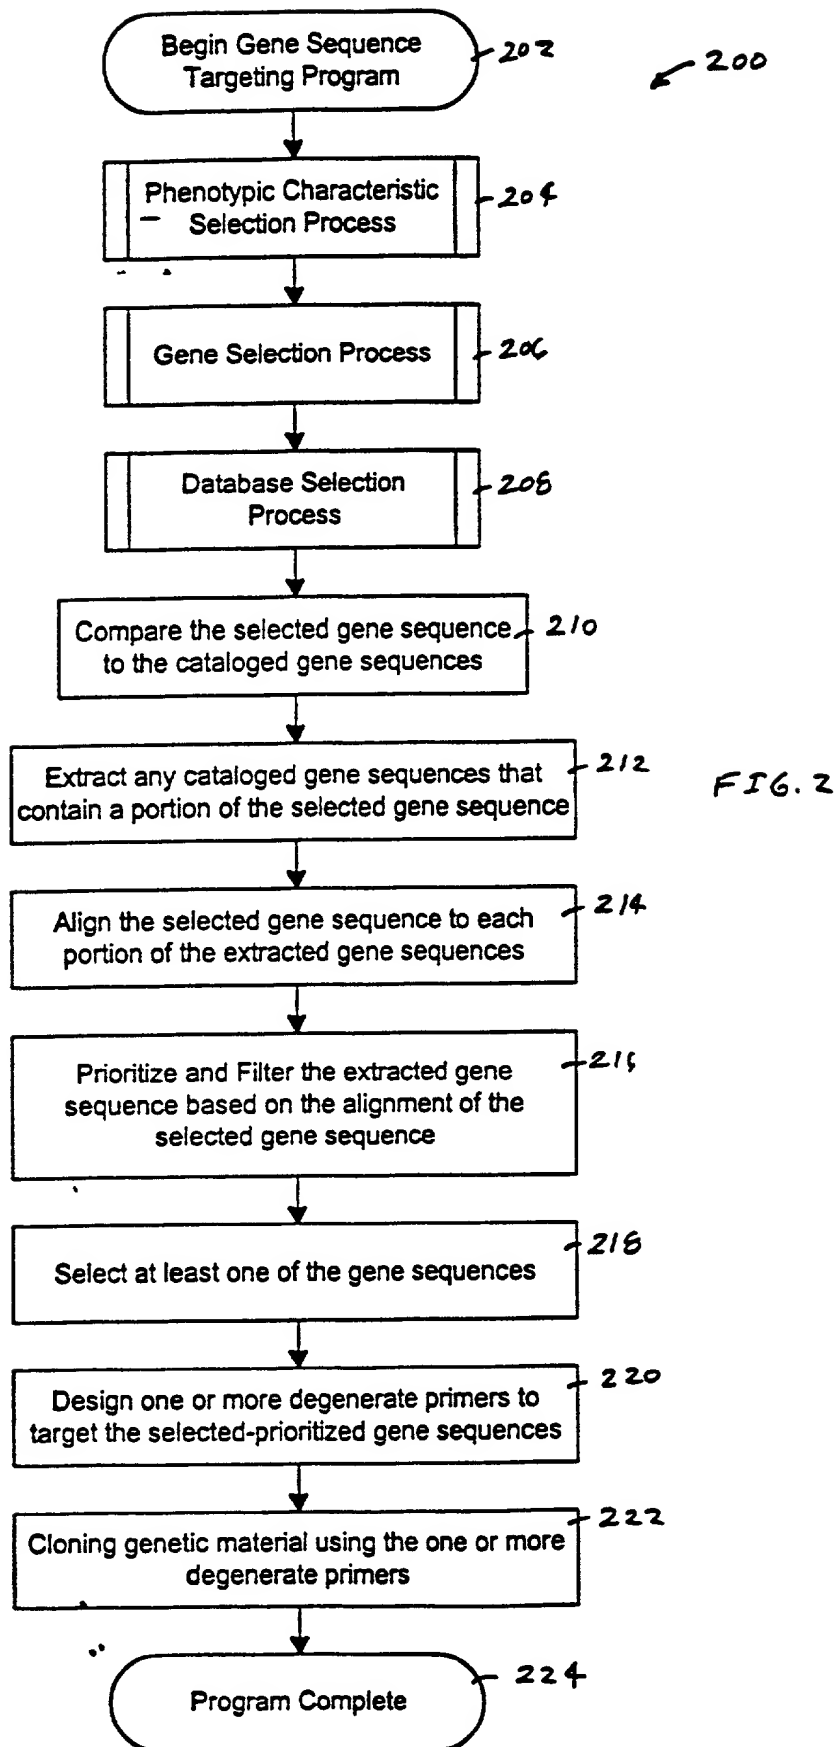 Begin Gene Sequence
Targeting Program
202
200
Phenotypic Characteristic
Selection Process
204
Gene Selection Process
206
Database Selection
Process
208
Compare the selected gene sequence
to the cataloged gene sequences
210
Extract any cataloged gene sequences that
contain a portion of the selected gene sequence
212
FIG. 2
Align the selected gene sequence to each
portion of the extracted gene sequences
214
Prioritize and Filter the extracted gene
sequence based on the alignment of the
selected gene sequence
216
Select at least one of the gene sequences
218
Design one or more degenerate primers to
target the selected-prioritized gene sequences
220
Cloning genetic material using the one or more
degenerate primers
222
Program Complete
224